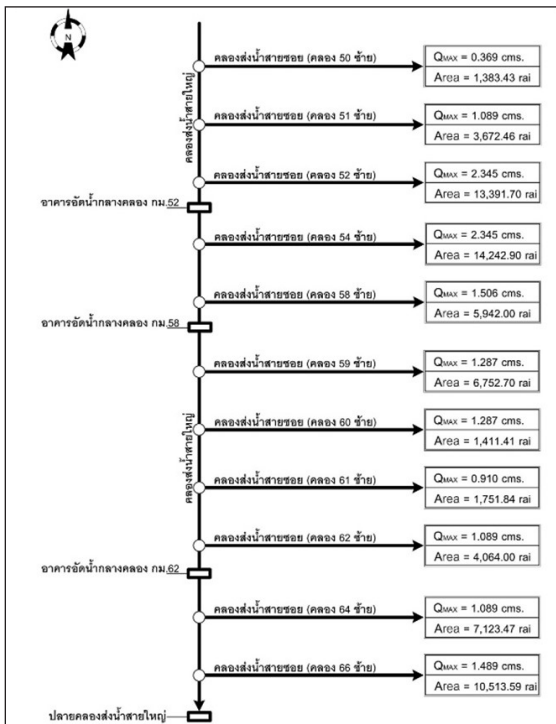 N
คลองส่งน้ำสายใหญ่
คลองส่งน้ำสายซอย (คลอง 50 ซ้าย)
QMAX = 0.369 cms.
Area = 1,383.43 rai
คลองส่งน้ำสายซอย (คลอง 51 ซ้าย)
QMAX = 1.089 cms.
Area = 3,672.46 rai
คลองส่งน้ำสายซอย (คลอง 52 ซ้าย)
QMAX = 2.345 cms.
Area = 13,391.70 rai
อาคารอัดน้ำกลางคลอง กม.52
คลองส่งน้ำสายซอย (คลอง 54 ซ้าย)
QMAX = 2.345 cms.
Area = 14,242.90 rai
คลองส่งน้ำสายซอย (คลอง 58 ซ้าย)
QMAX = 1.506 cms.
Area = 5,942.00 rai
อาคารอัดน้ำกลางคลอง กม.58
คลองส่งน้ำสายซอย (คลอง 59 ซ้าย)
QMAX = 1.287 cms.
Area = 6,752.70 rai
คลองส่งน้ำสายใหญ่
คลองส่งน้ำสายซอย (คลอง 60 ซ้าย)
QMAX = 1.287 cms.
Area = 1,411.41 rai
คลองส่งน้ำสายซอย (คลอง 61 ซ้าย)
QMAX = 0.910 cms.
Area = 1,751.84 rai
คลองส่งน้ำสายซอย (คลอง 62 ซ้าย)
QMAX = 1.089 cms.
Area = 4,064.00 rai
อาคารอัดน้ำกลางคลอง กม.62
คลองส่งน้ำสายซอย (คลอง 64 ซ้าย)
QMAX = 1.089 cms.
Area = 7,123.47 rai
คลองส่งน้ำสายซอย (คลอง 66 ซ้าย)
QMAX = 1.489 cms.
Area = 10,513.59 rai
ปลายคลองส่งน้ำสายใหญ่